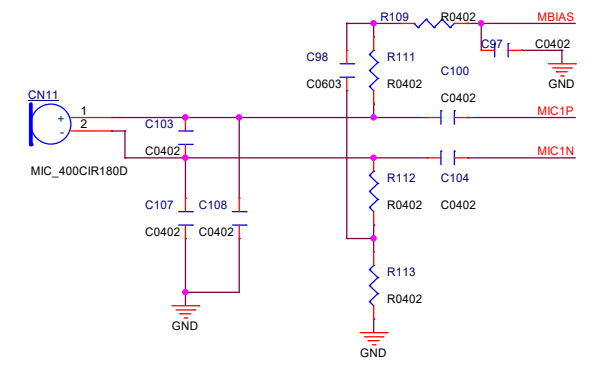 R109 R0402 MBIAS
C98 R111 C97 C0402
C100
C0603 R0402 GND
CN11 C0402
1
+ C103 MIC1P
2
-
C0402 MIC1N
MIC_400CIR180D R112 C104
C107 C108 R0402 C0402
C0402 C0402
R113
R0402
GND
GND